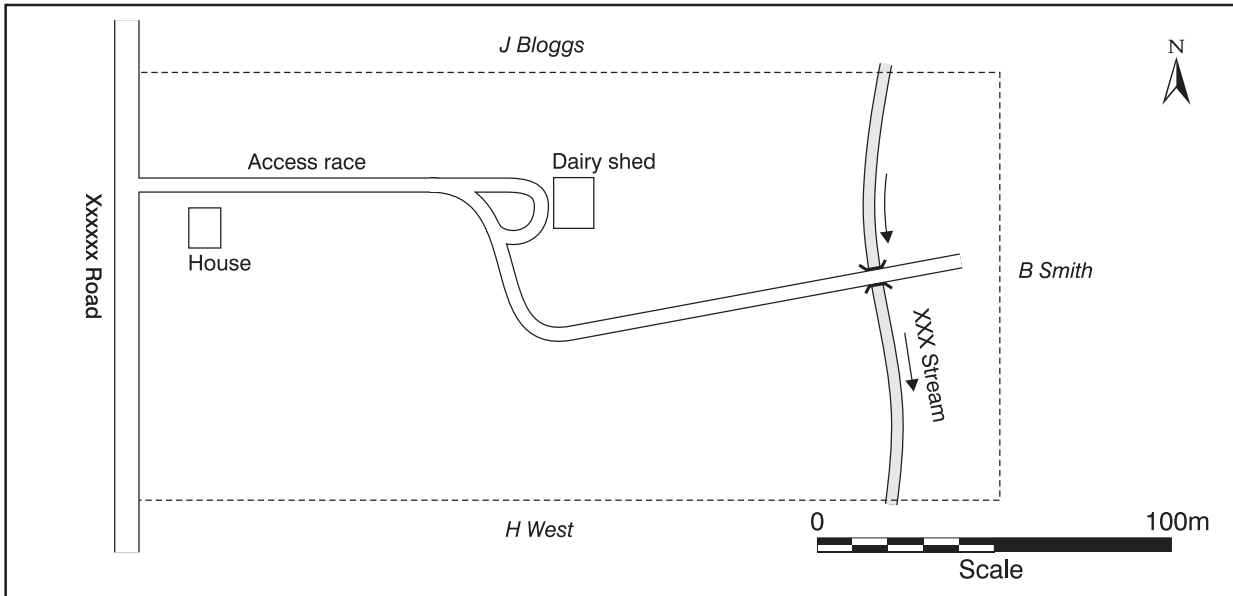 J Bloggs
N
Access race
Dairy shed
Xxxxxx Road
House
B Smith
XXX Stream
H West
0 100m
Scale